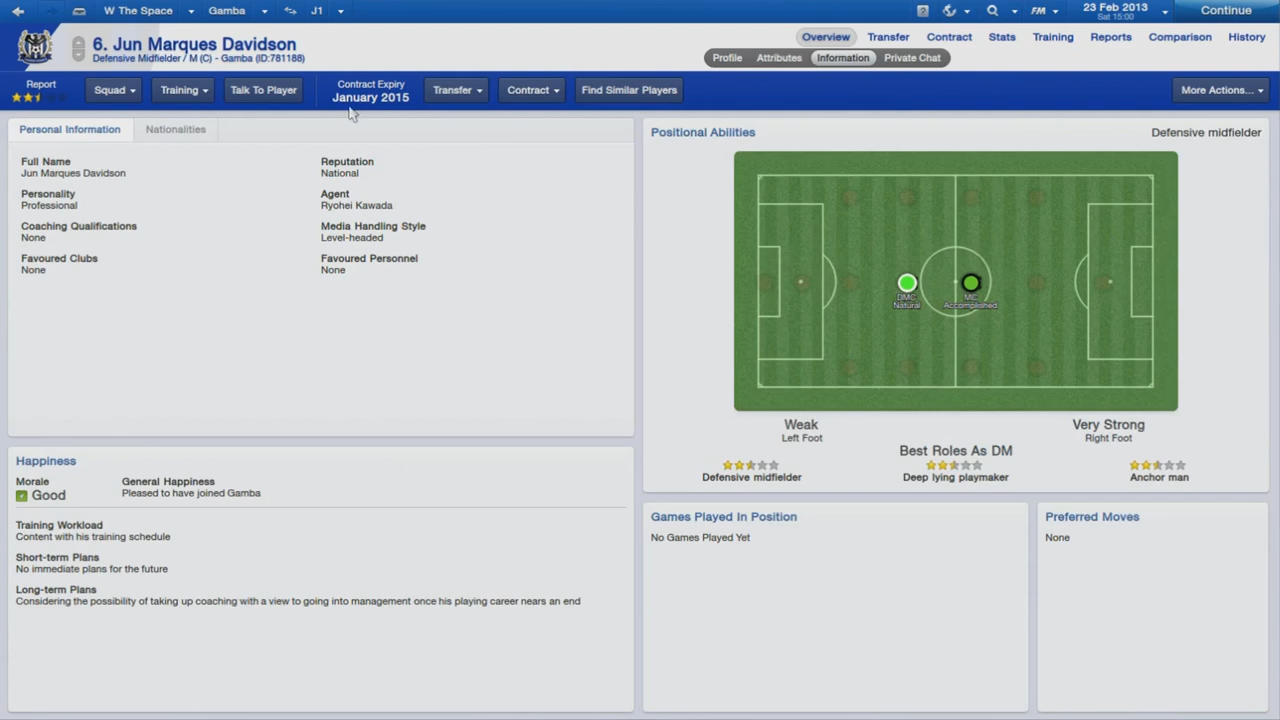 W The Space
Gamba
J1
FM
23 Feb 2013
Sat 15:00
Continue
6. Jun Marques Davidson
Defensive Midfielder / M (C) - Gamba (ID:781188)
Overview
Transfer
Contract
Stats
Training
Reports
Comparison
History
Profile
Attributes
Information
Private Chat
Report
Squad
Training
Talk To Player
Contract Expiry
January 2015
Transfer
Contract
Find Similar Players
More Actions...
Personal Information
Nationalities
Full Name
Jun Marques Davidson
Reputation
National
Personality
Professional
Agent
Ryohei Kawada
Coaching Qualifications
None
Media Handling Style
Level-headed
Favoured Clubs
None
Favoured Personnel
None
Happiness
Morale
Good
General Happiness
Pleased to have joined Gamba
Training Workload
Content with his training schedule
Short-term Plans
No immediate plans for the future
Long-term Plans
Considering the possibility of taking up coaching with a view to going into management once his playing career nears an end
Positional Abilities
Defensive midfielder
DMC
Natural
MC
Accomplished
Weak
Left Foot
Very Strong
Right Foot
Best Roles As DM
Defensive midfielder
Deep lying playmaker
Anchor man
Games Played In Position
No Games Played Yet
Preferred Moves
None